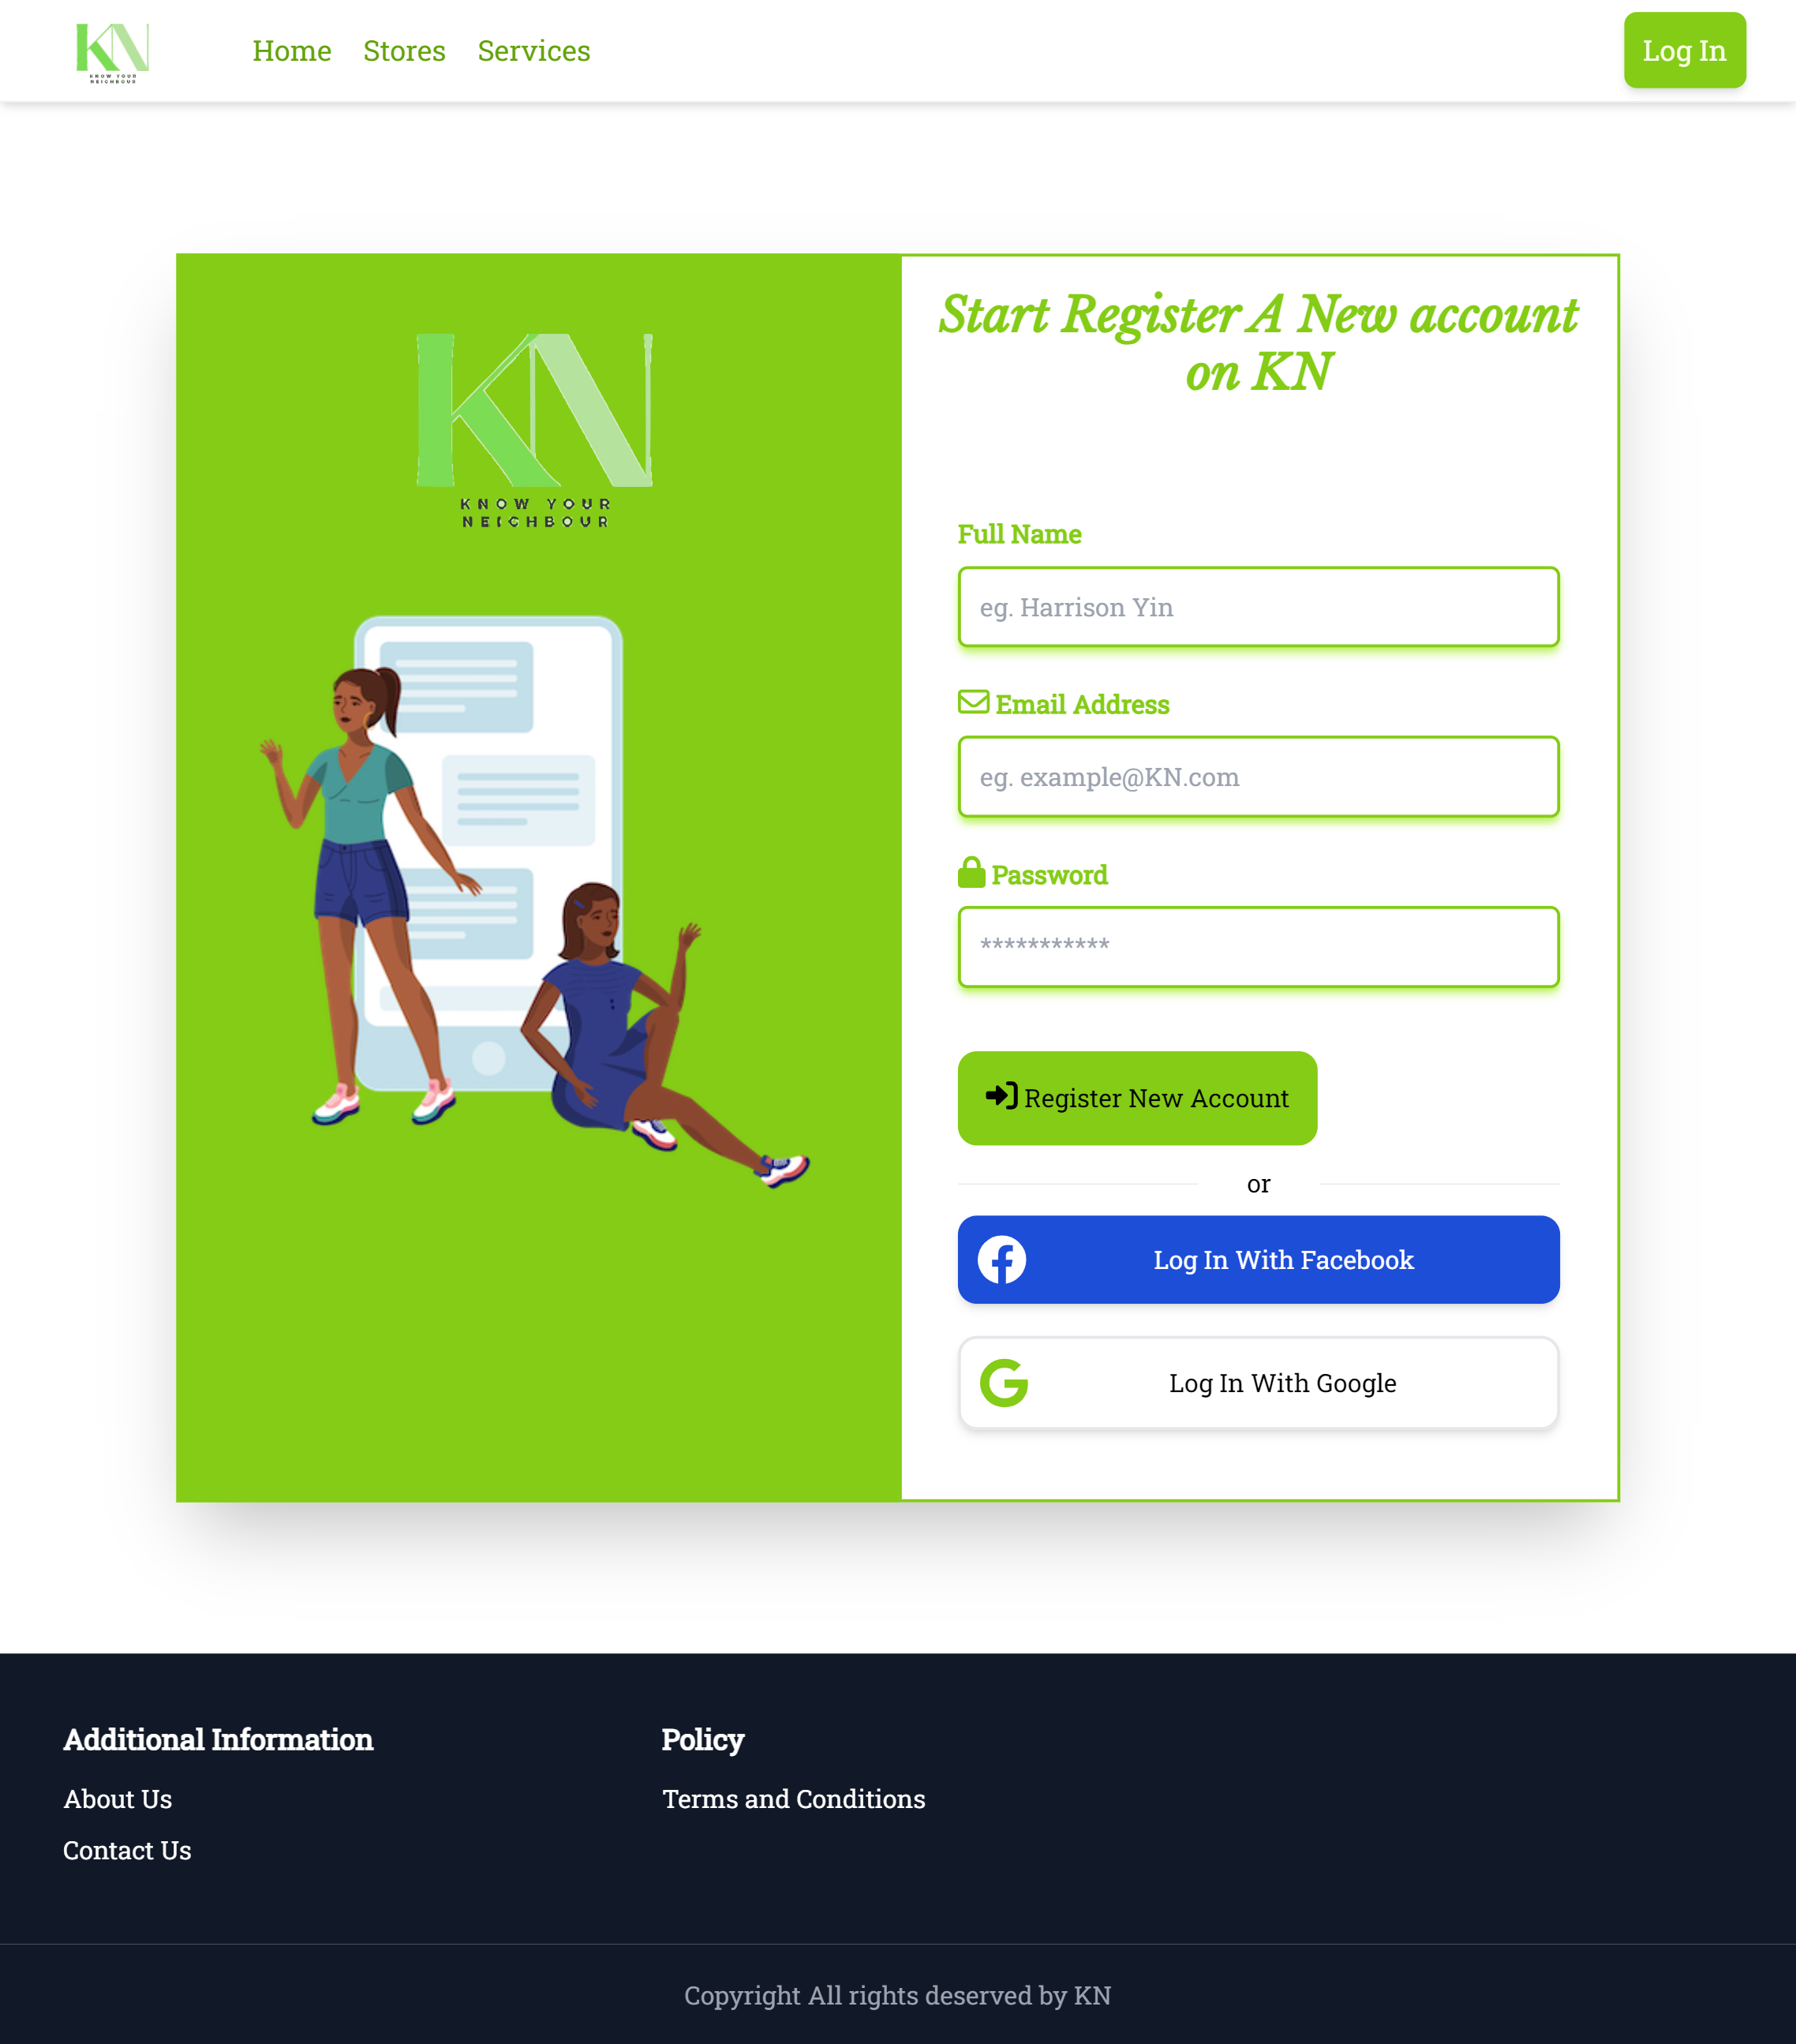 KN
KNOW YOUR
NEIGHBOUR
Home Stores Services
Log In
KN
KNOW YOUR
NEIGHBOUR
Start Register A New account
on KN
Full Name
eg. Harrison Yin
Email Address
eg. example@KN.com
Password
***********
Register New Account
or
Log In With Facebook
G
Log In With Google
Additional Information
About Us
Contact Us
Policy
Terms and Conditions
Copyright All rights deserved by KN